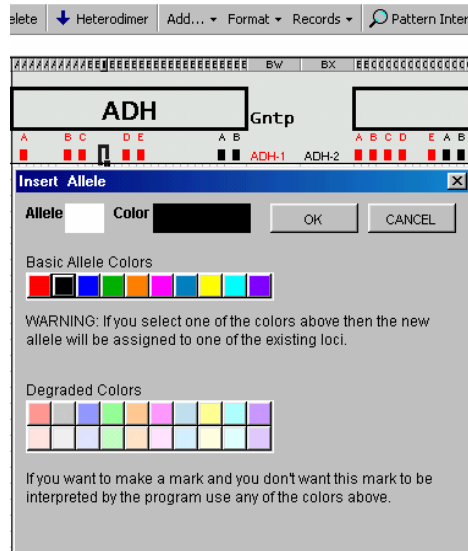 elete Heterodimer Add... Format Records Pattern Inter
BW BX
ADH Gntp
A B C D E A B A B C D E A B
ADH-1 ADH-2
Insert Allele
Allele Color OK CANCEL
Basic Allele Colors
WARNING: If you select one of the colors above then the new
allele will be assigned to one of the existing loci.
Degraded Colors
If you want to make a mark and you don't want this mark to be
interpreted by the program use any of the colors above.